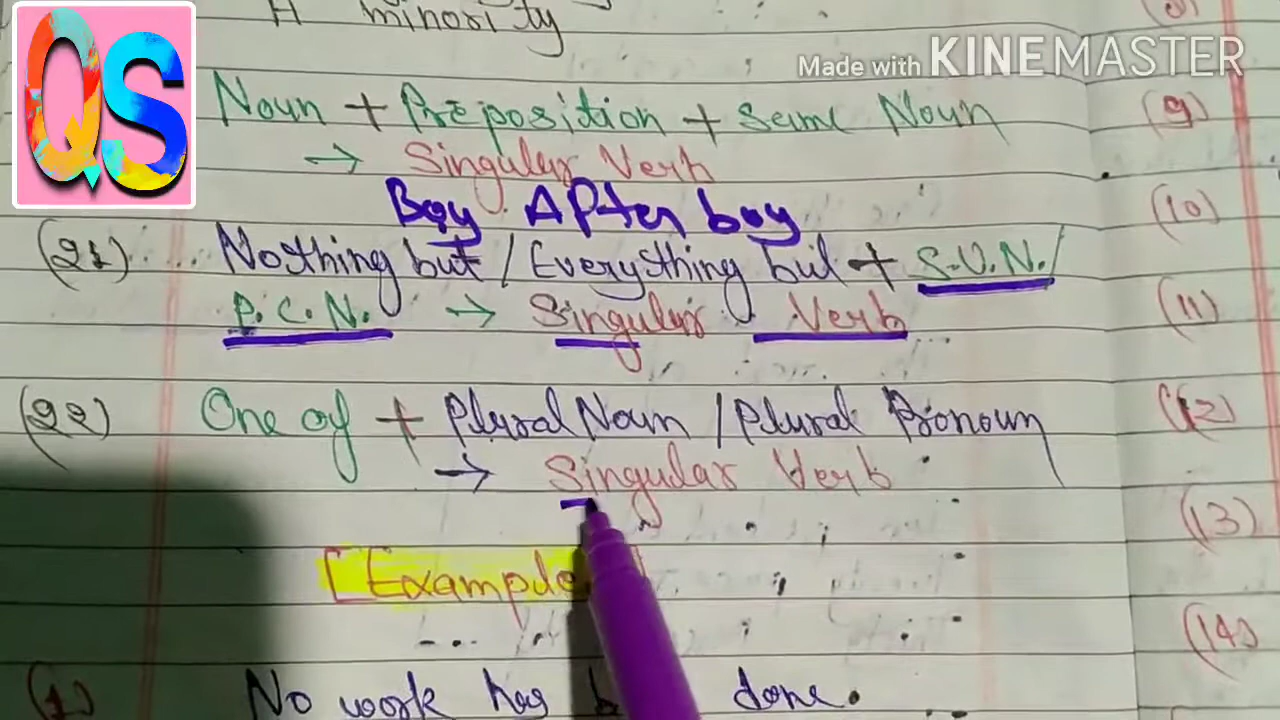 A minority
QS
Made with KINEMASTER
Noun + Preposition + Same Noun
→ Singular Verb
Boy After boy
(21) Nothing but / Everything but + S.U.N. /
P.C.N. → Singular Verb
(22) One of + Plural Noun / Plural Pronoun
→ Singular Verb
[Example
(1) No work has done.
(9)
(10)
(11)
(12)
(13)
(14)